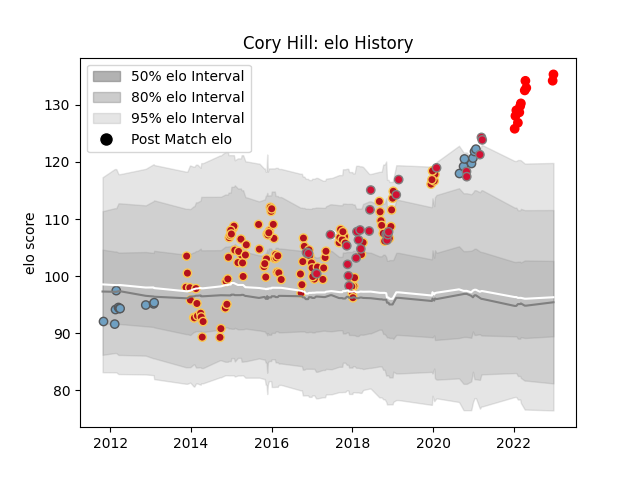 Cory Hill: elo History
50% elo Interval
80% elo Interval
95% elo Interval
Post Match elo
elo score
130
120
110
100
90
80
2012 2014 2016 2018 2020 2022